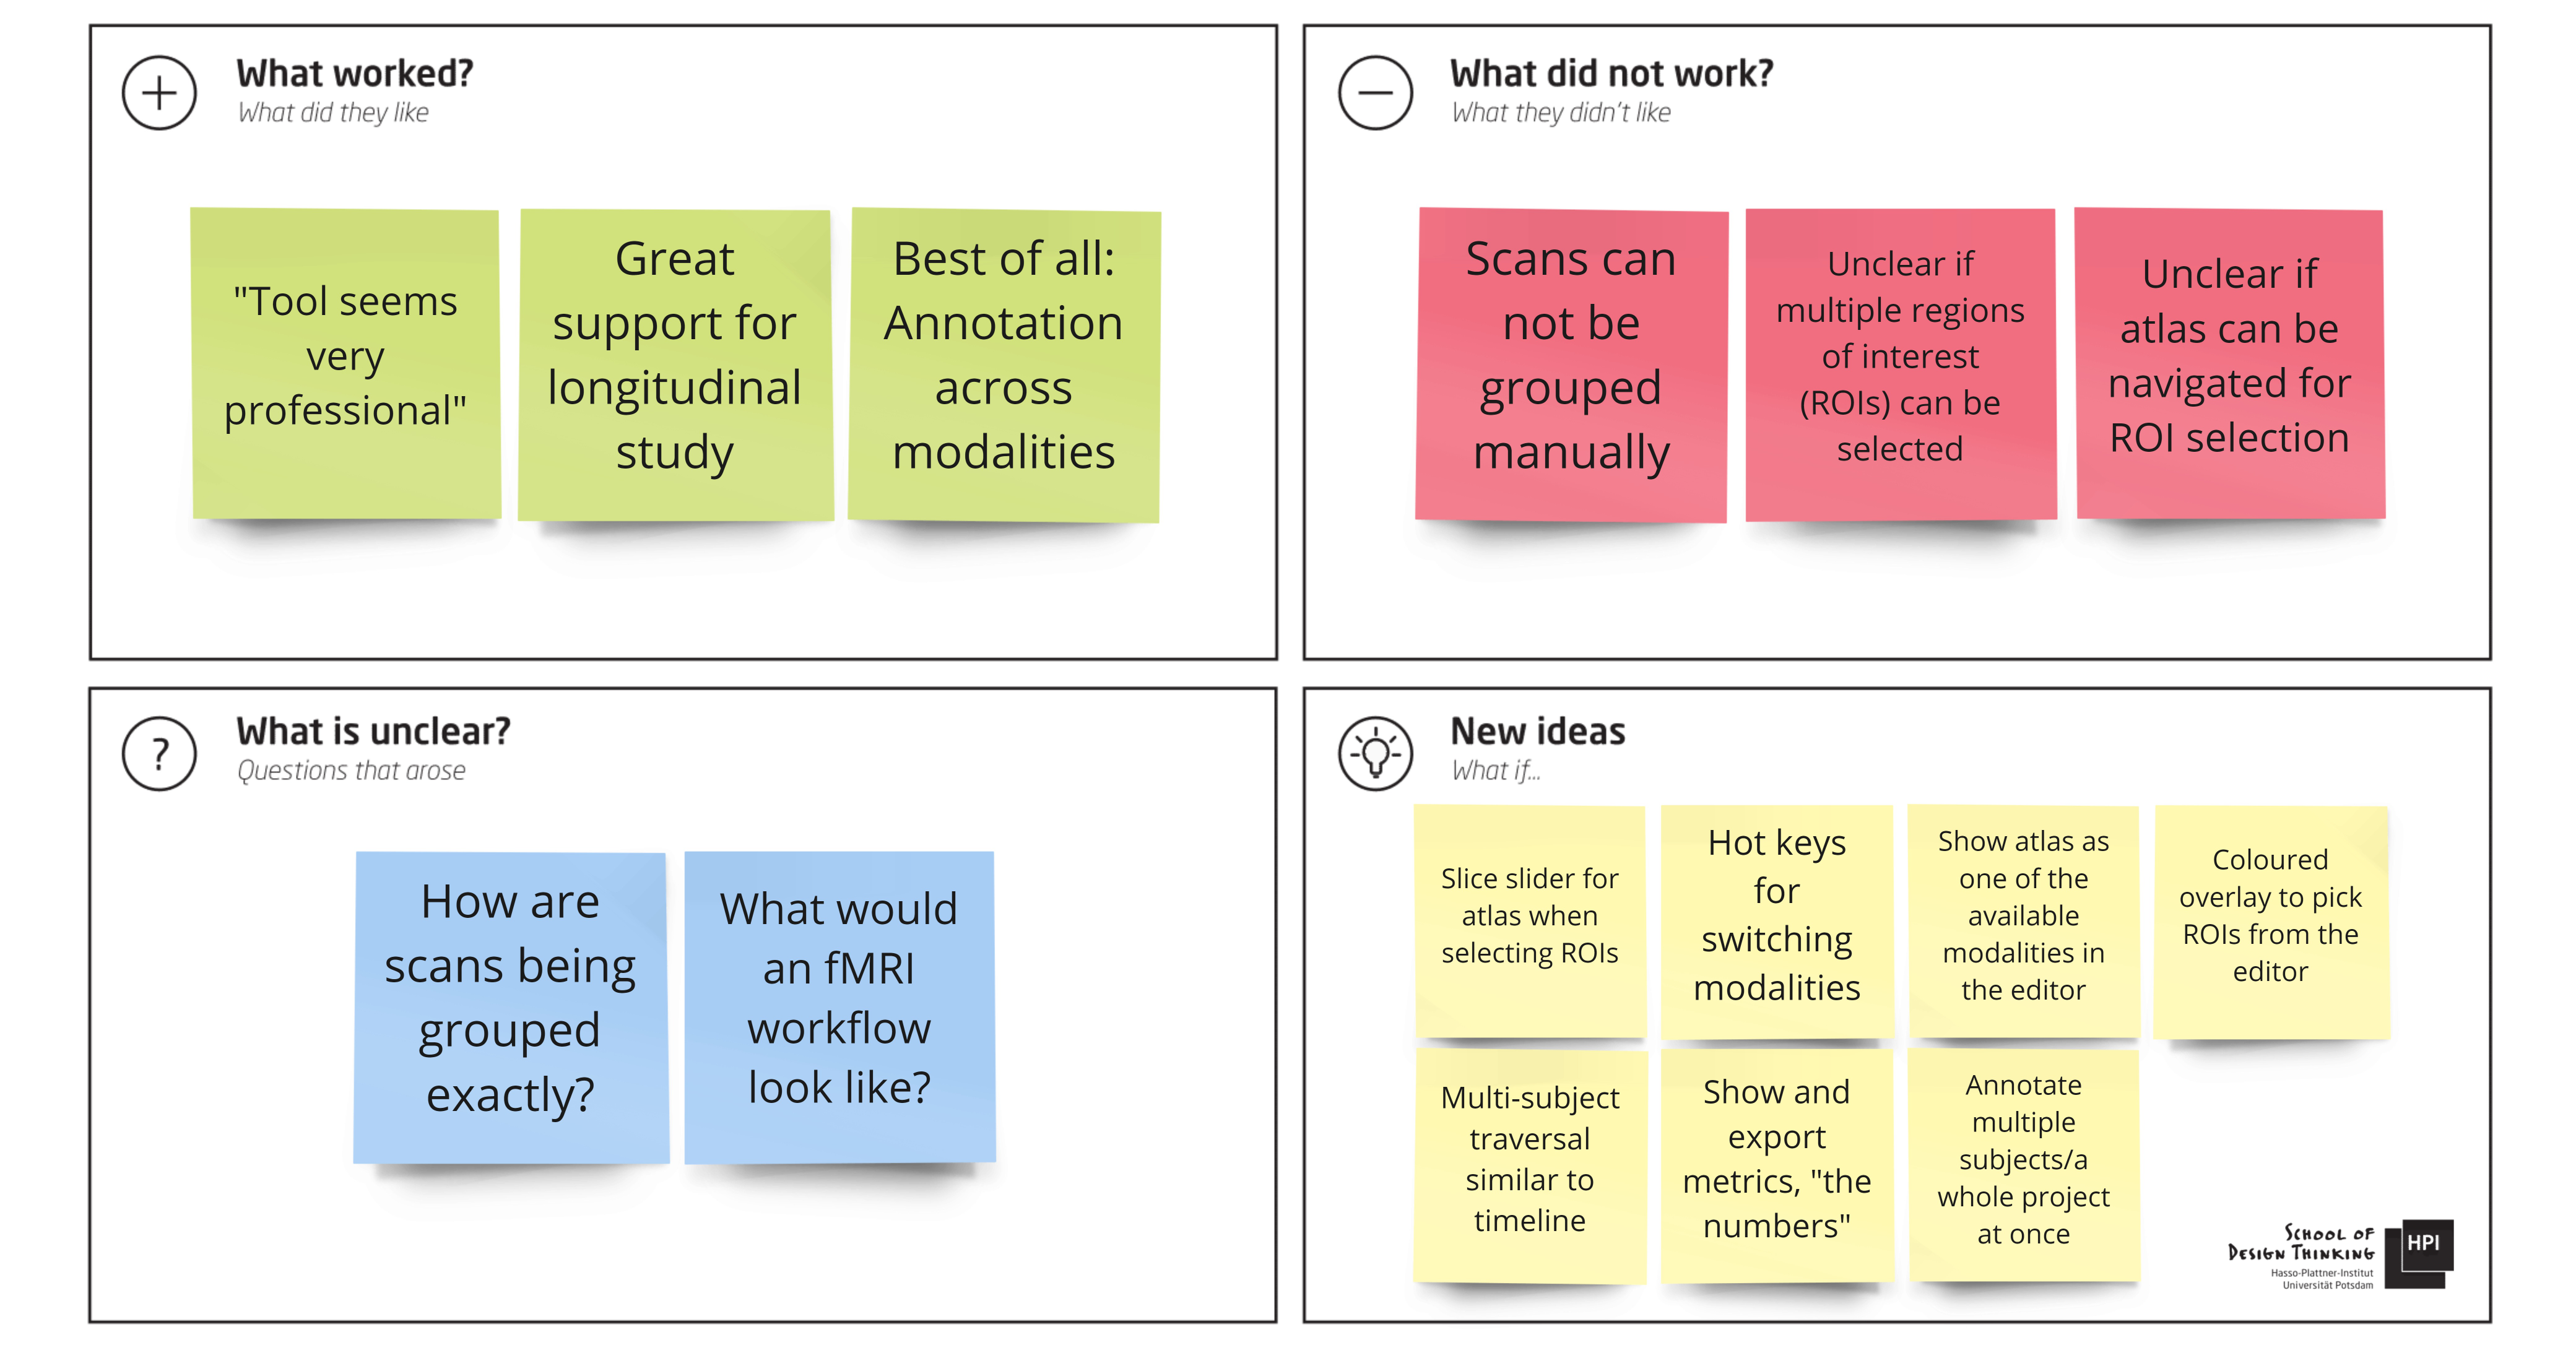 What worked?
What did they like
"Tool seems
very
professional"
Great
support for
longitudinal
study
Best of all:
Annotation
across
modalities
What did not work?
What they didn't like
Scans can
not be
grouped
manually
Unclear if
multiple regions
of interest
(ROIs) can be
selected
Unclear if
atlas can be
navigated for
ROI selection
?
What is unclear?
Questions that arose
How are
scans being
grouped
exactly?
What would
an fMRI
workflow
look like?
New ideas
What if...
Slice slider for
atlas when
selecting ROIs
Hot keys
for
switching
modalities
Show atlas as
one of the
available
modalities in
the editor
Coloured
overlay to pick
ROIs from the
editor
Multi-subject
traversal
similar to
timeline
Show and
export
metrics, "the
numbers"
Annotate
multiple
subjects/a
whole project
at once
SCHOOL OF
DESIGN THINKING
Hasso-Plattner-Institut
Universität Potsdam
HPI